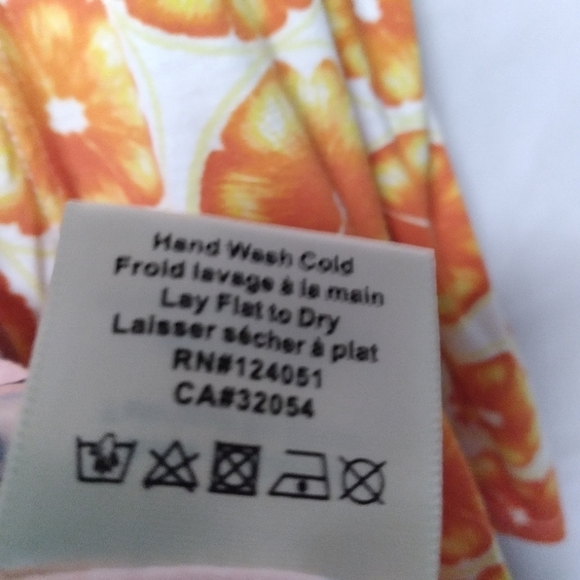 Hand Wash Cold
Froid lavage à la main
Lay Flat to Dry
Laisser sécher à plat
RN#124051
CA#32054